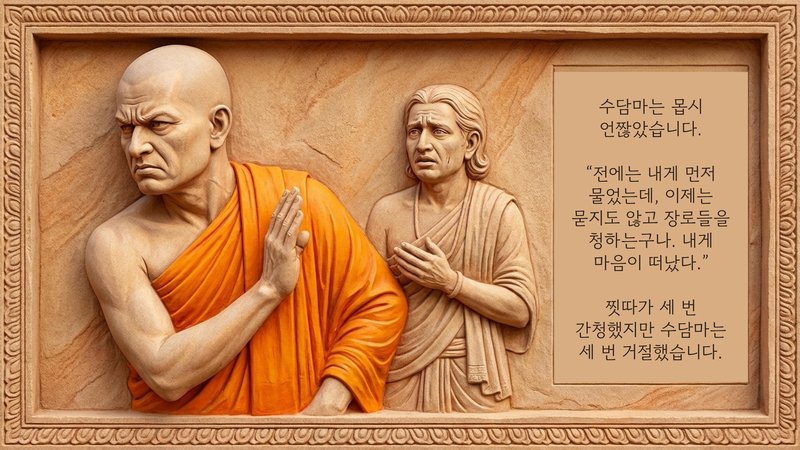 수담마는 몹시
언짢았습니다.
“전에는 내게 먼저
물었는데, 이제는
묻지도 않고 장로들을
청하는구나. 내게
마음이 떠났다.”
찟따가 세 번
간청했지만 수담마는
세 번 거절했습니다.